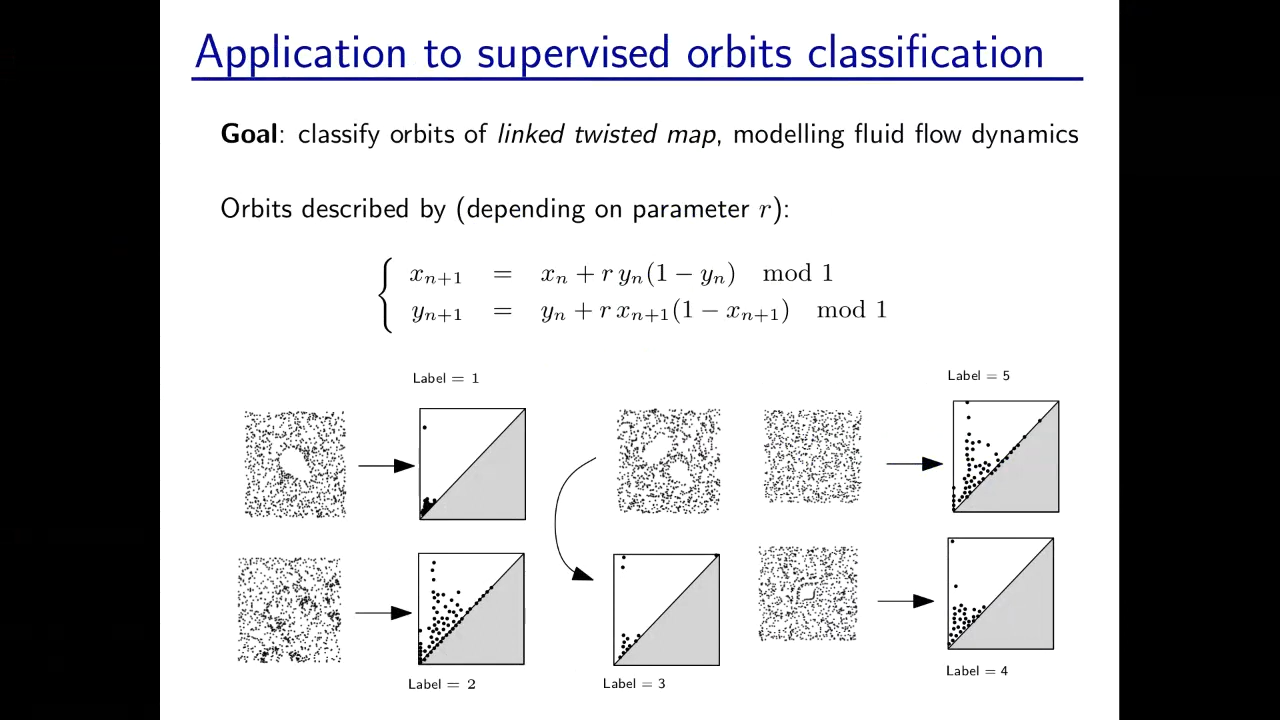 Application to supervised orbits classification
Goal: classify orbits of linked twisted map, modelling fluid flow dynamics
Orbits described by (depending on parameter r):
{ x_{n+1} = x_n + r y_n(1 − y_n) mod 1
y_{n+1} = y_n + r x_{n+1}(1 − x_{n+1}) mod 1
Label = 1
Label = 5
Label = 2
Label = 3
Label = 4